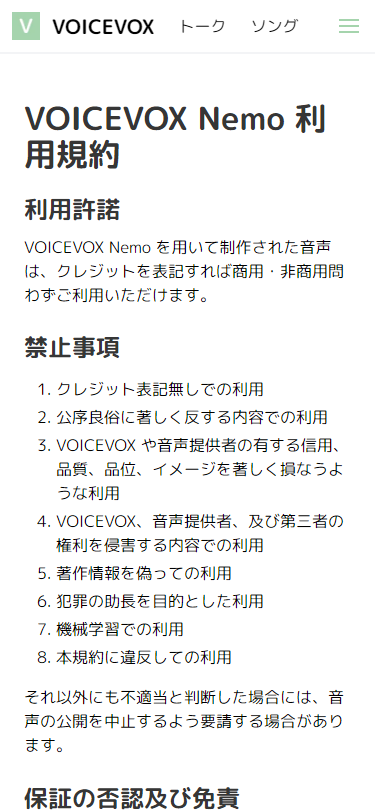 V VOICEVOX トーク ソング
VOICEVOX Nemo 利
用規約
利用許諾
VOICEVOX Nemo を用いて制作された音声
は、クレジットを表記すれば商用・非商用問
わずご利用いただけます。
禁止事項
1. クレジット表記無しでの利用
2. 公序良俗に著しく反する内容での利用
3. VOICEVOX や音声提供者の有する信用、
品質、品位、イメージを著しく損なうよ
うな利用
4. VOICEVOX、音声提供者、及び第三者の
権利を侵害する内容での利用
5. 著作情報を偽っての利用
6. 犯罪の助長を目的とした利用
7. 機械学習での利用
8. 本規約に違反しての利用
それ以外にも不適当と判断した場合には、音
声の公開を中止するよう要請する場合があり
ます。
保証の否認及び免責